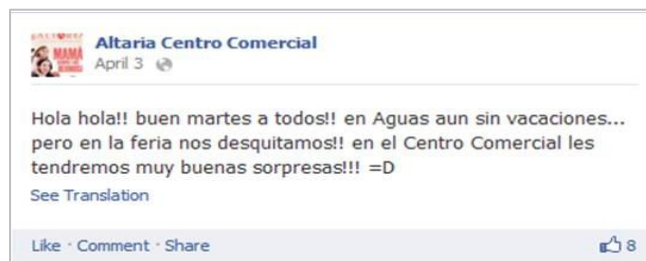 MAMÁ
Altaria Centro Comercial
April 3
Hola hola!! buen martes a todos!! en Aguas aun sin vacaciones...
pero en la feria nos desquitamos!! en el Centro Comercial les
tendremos muy buenas sorpresas!!! =D
See Translation
Like · Comment · Share
8